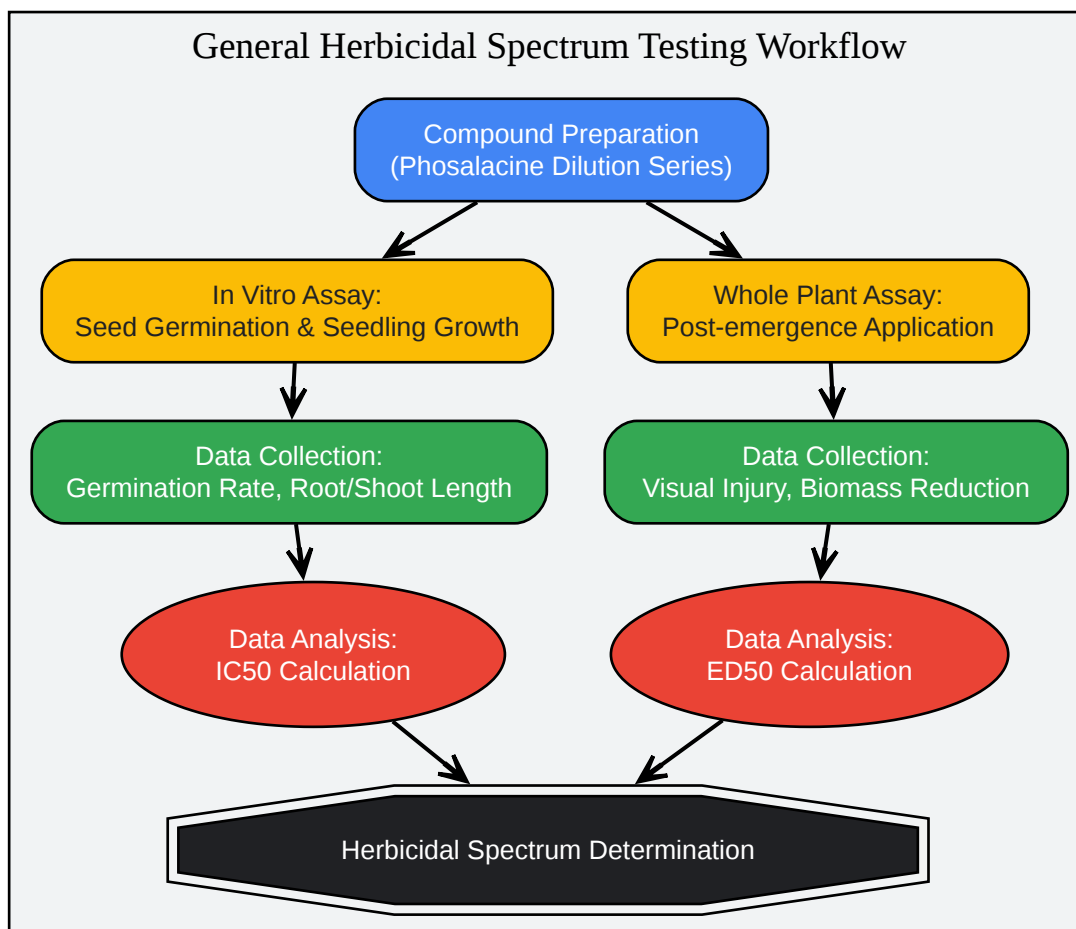 General Herbicidal Spectrum Testing Workflow
Compound Preparation
(Phosalacine Dilution Series)
In Vitro Assay:
Seed Germination & Seedling Growth
Whole Plant Assay:
Post-emergence Application
Data Collection:
Germination Rate, Root/Shoot Length
Data Collection:
Visual Injury, Biomass Reduction
Data Analysis:
IC50 Calculation
Data Analysis:
ED50 Calculation
Herbicidal Spectrum Determination